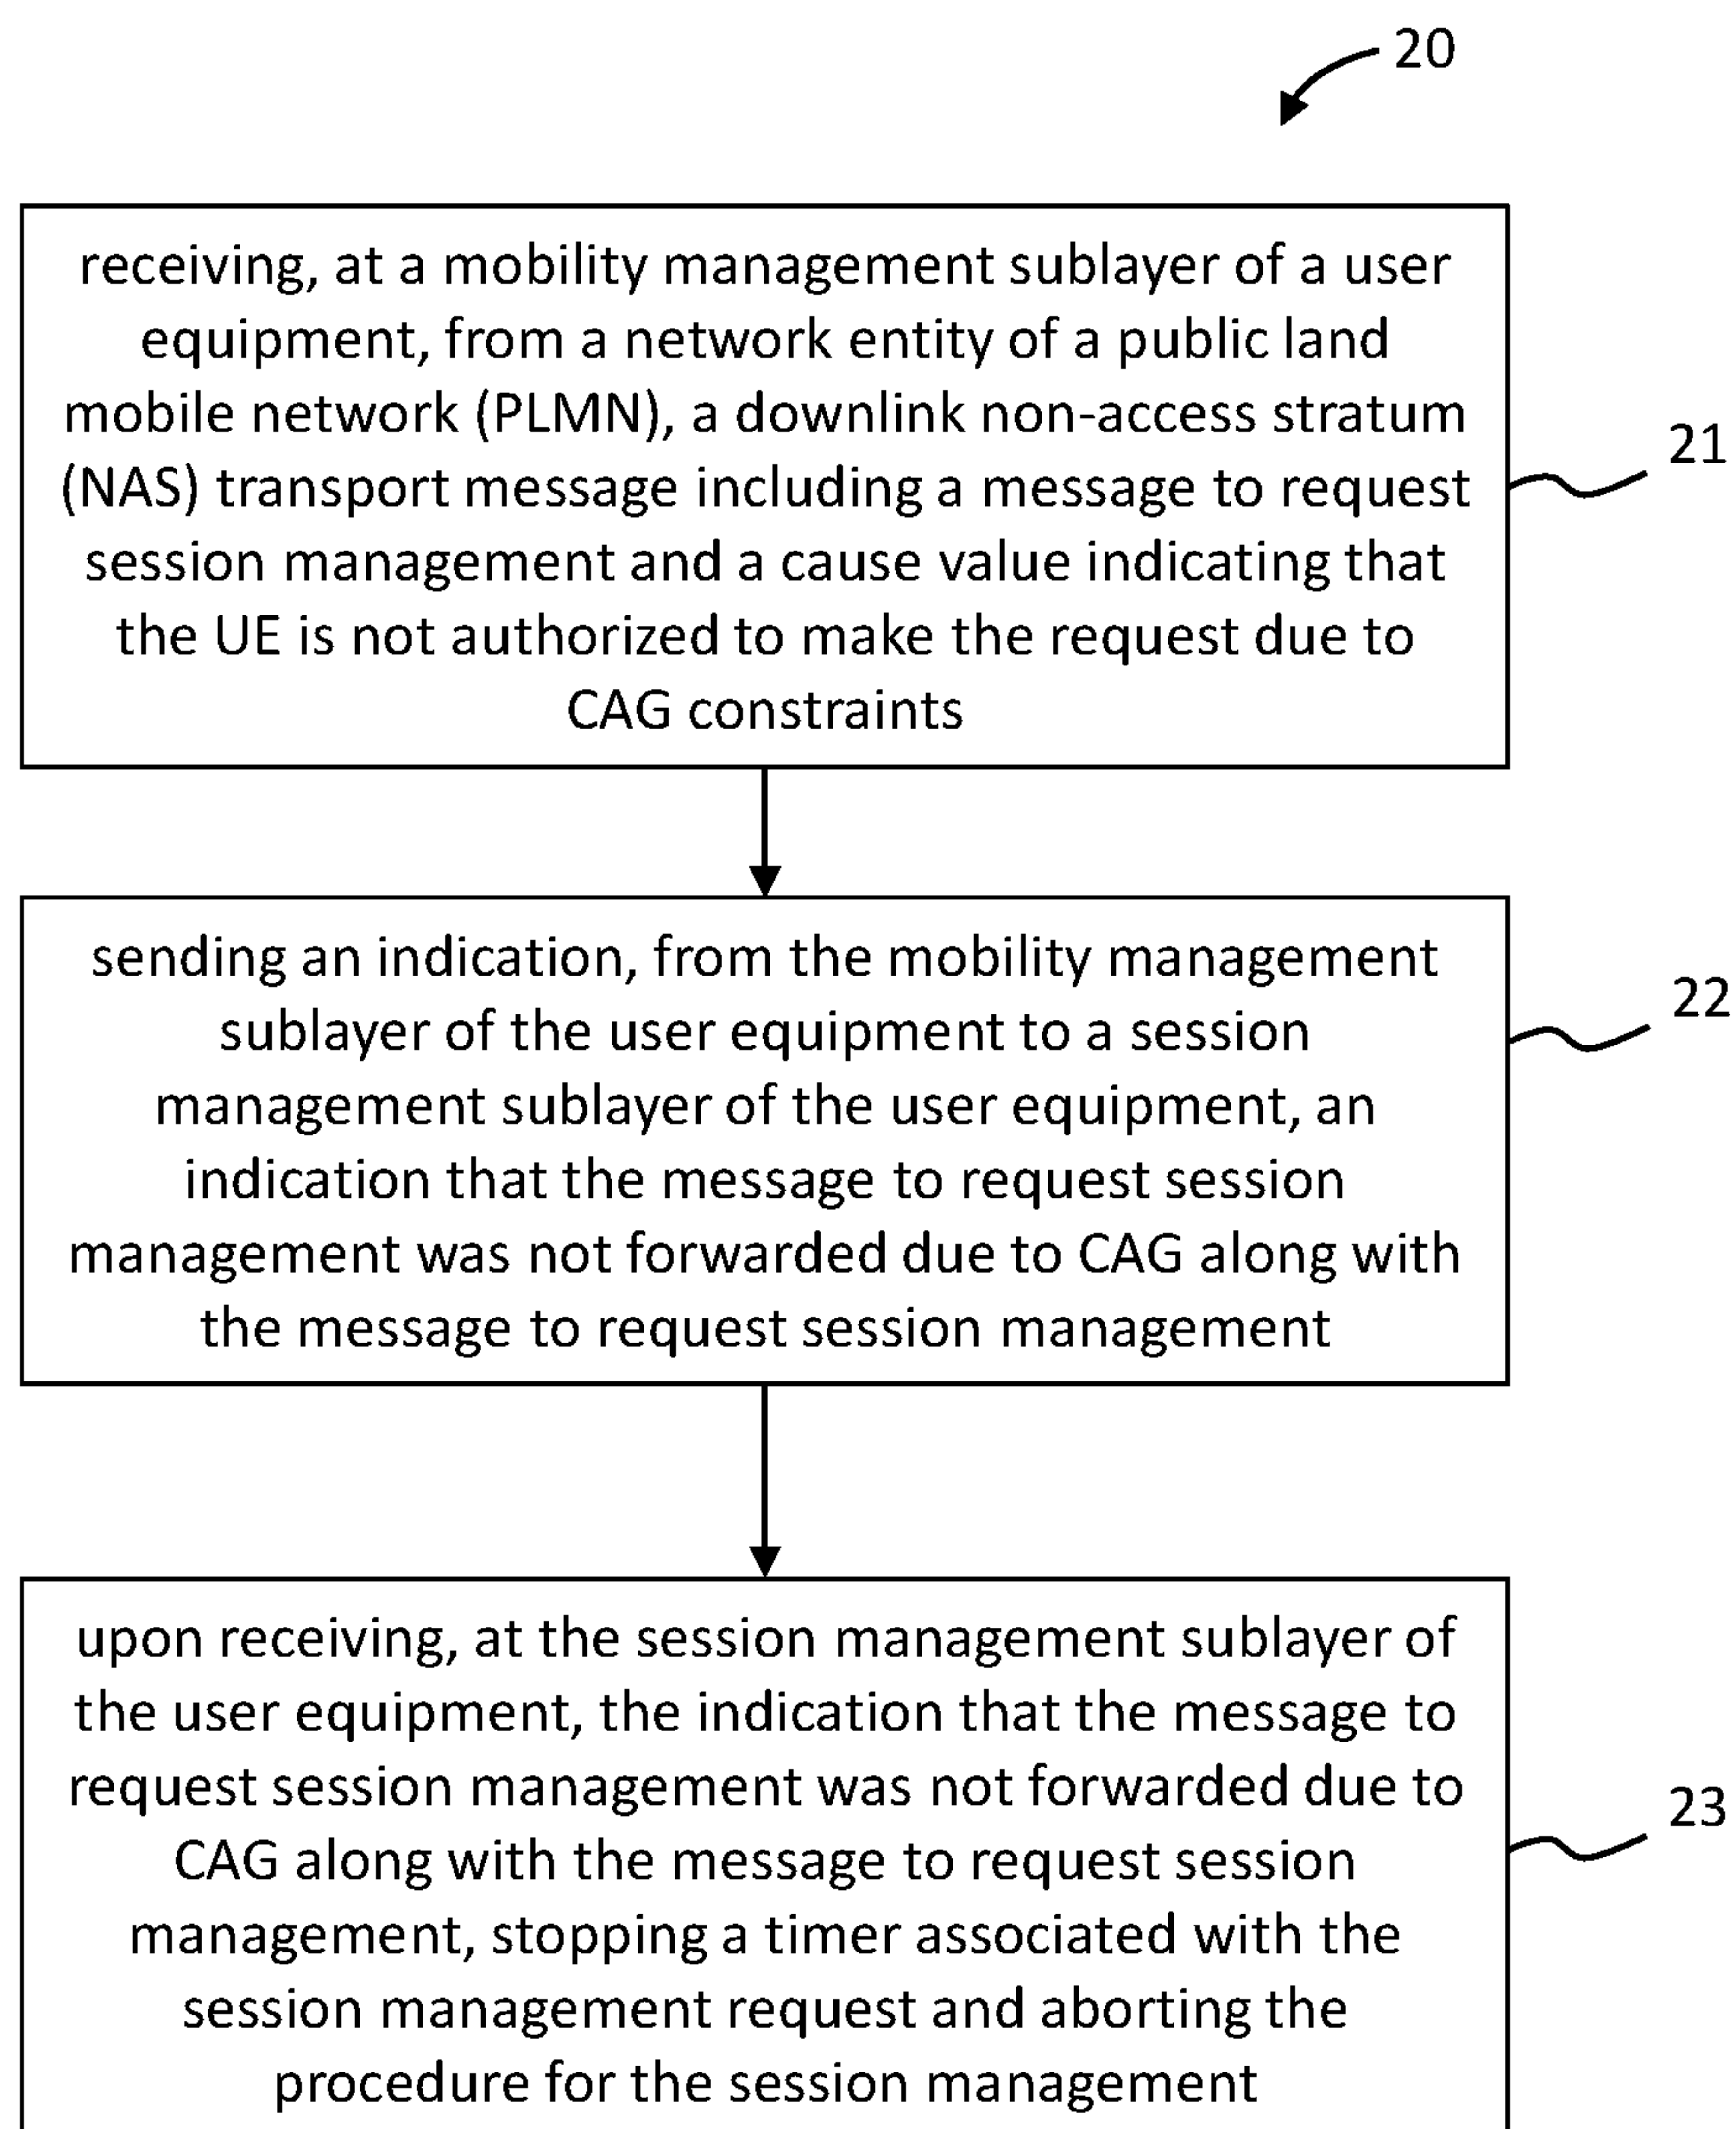 20
receiving, at a mobility management sublayer of a user
equipment, from a network entity of a public land
mobile network (PLMN), a downlink non-access stratum
(NAS) transport message including a message to request
session management and a cause value indicating that
the UE is not authorized to make the request due to
CAG constraints
21
sending an indication, from the mobility management
sublayer of the user equipment to a session
management sublayer of the user equipment, an
indication that the message to request session
management was not forwarded due to CAG along with
the message to request session management
22
upon receiving, at the session management sublayer of
the user equipment, the indication that the message to
request session management was not forwarded due to
CAG along with the message to request session
management, stopping a timer associated with the
session management request and aborting the
procedure for the session management
23